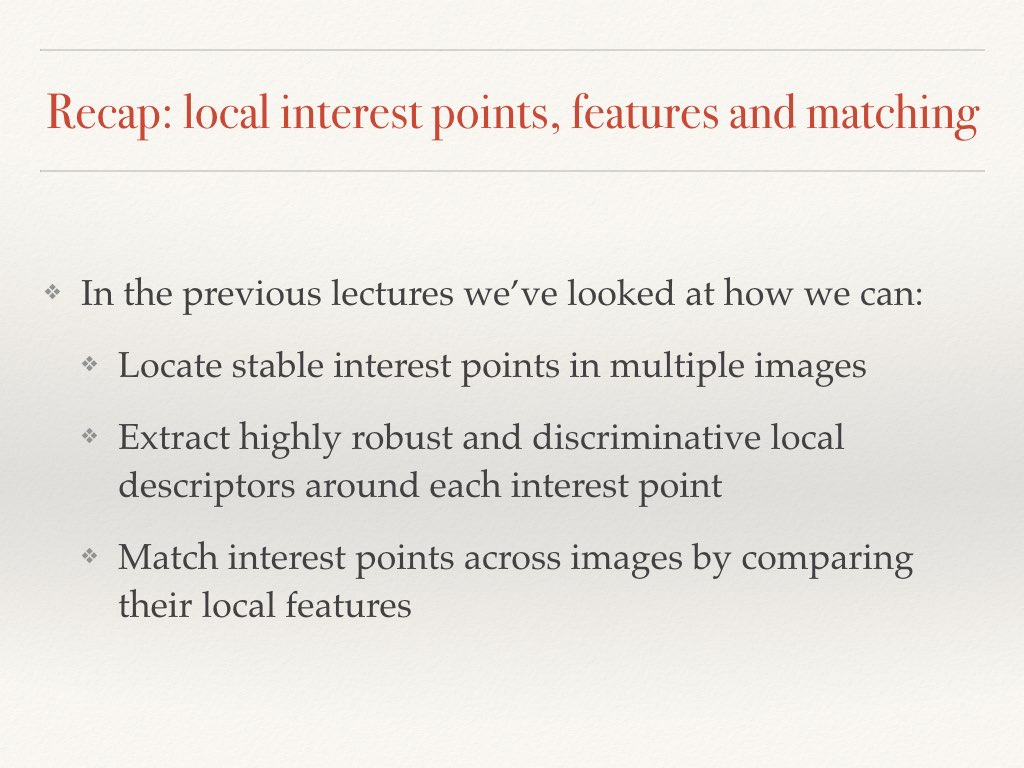 Recap: local interest points, features and matching
❖ In the previous lectures we’ve looked at how we can:
❖ Locate stable interest points in multiple images
❖ Extract highly robust and discriminative local
descriptors around each interest point
❖ Match interest points across images by comparing
their local features